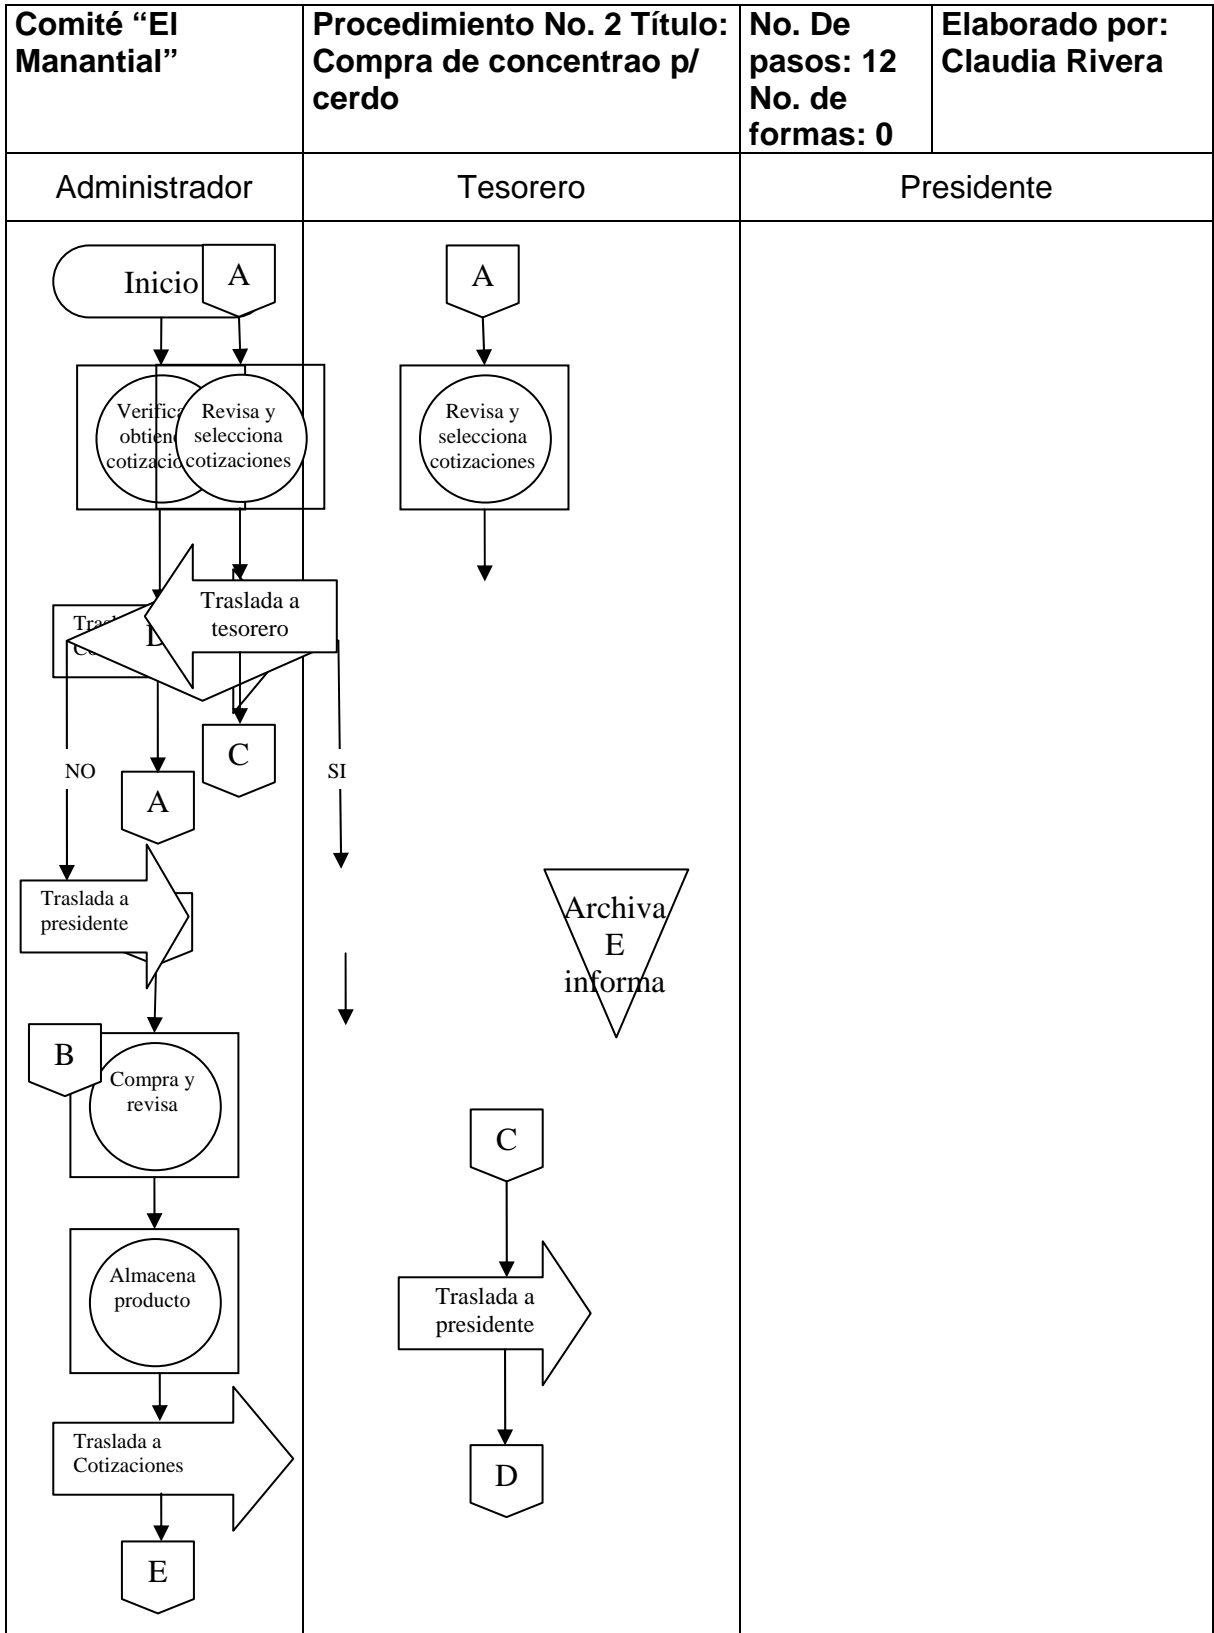 Comité “El
Manantial”
Procedimiento No. 2 Título:
Compra de concentrao p/
cerdo
No. De
pasos: 12
No. de
formas: 0
Elaborado por:
Claudia Rivera
Administrador
Tesorero
Presidente
Inicio
A
A
Revisa y
selecciona
cotizaciones
Revisa y
selecciona
cotizaciones
Traslada a
tesorero
C
NO
SI
A
Traslada a
presidente
Archiva
E
informa
B
Compra y
revisa
C
Almacena
producto
Traslada a
presidente
Traslada a
Cotizaciones
D
E